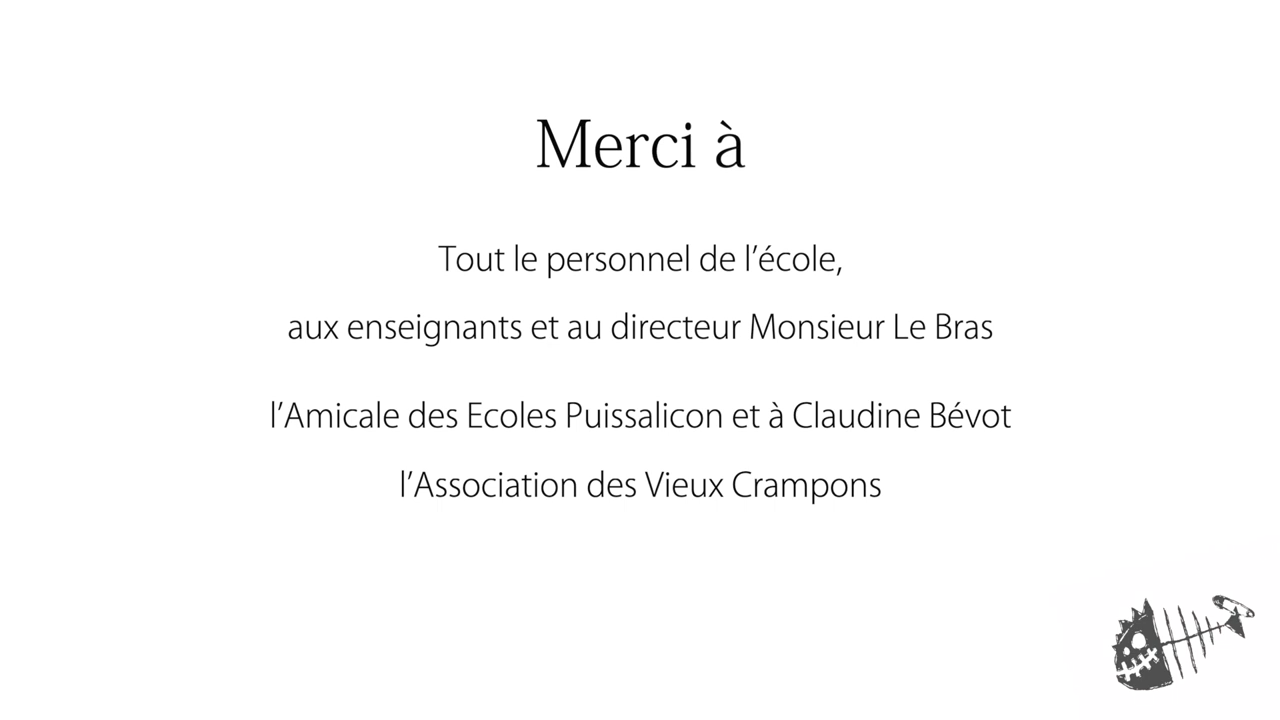 Merci à
Tout le personnel de l’école,
aux enseignants et au directeur Monsieur Le Bras
l’Amicale des Ecoles Puissalicon et à Claudine Bévot
l’Association des Vieux Crampons